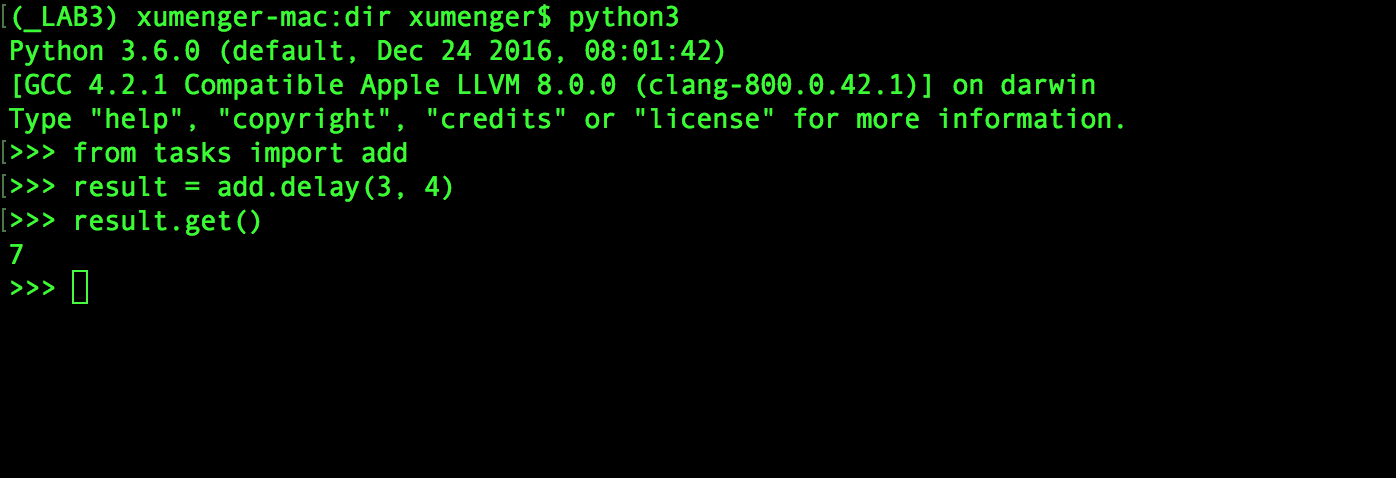 (_LAB3) xumenger-mac:dir xumenger$ python3
Python 3.6.0 (default, Dec 24 2016, 08:01:42)
[GCC 4.2.1 Compatible Apple LLVM 8.0.0 (clang-800.0.42.1)] on darwin
Type "help", "copyright", "credits" or "license" for more information.
>>> from tasks import add
>>> result = add.delay(3, 4)
>>> result.get()
7
>>>